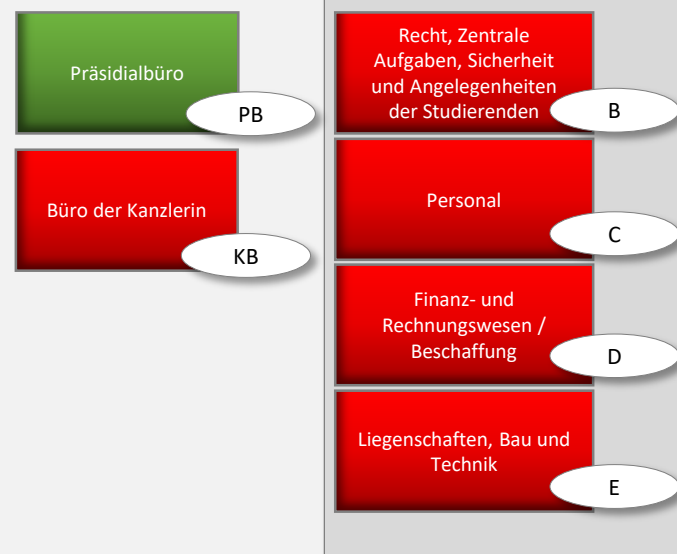 Präsidialbüro
PB
Büro der Kanzlerin
KB
Recht, Zentrale
Aufgaben, Sicherheit
und Angelegenheiten
der Studierenden
B
Personal
C
Finanz- und
Rechnungswesen /
Beschaffung
D
Liegenschaften, Bau und
Technik
E